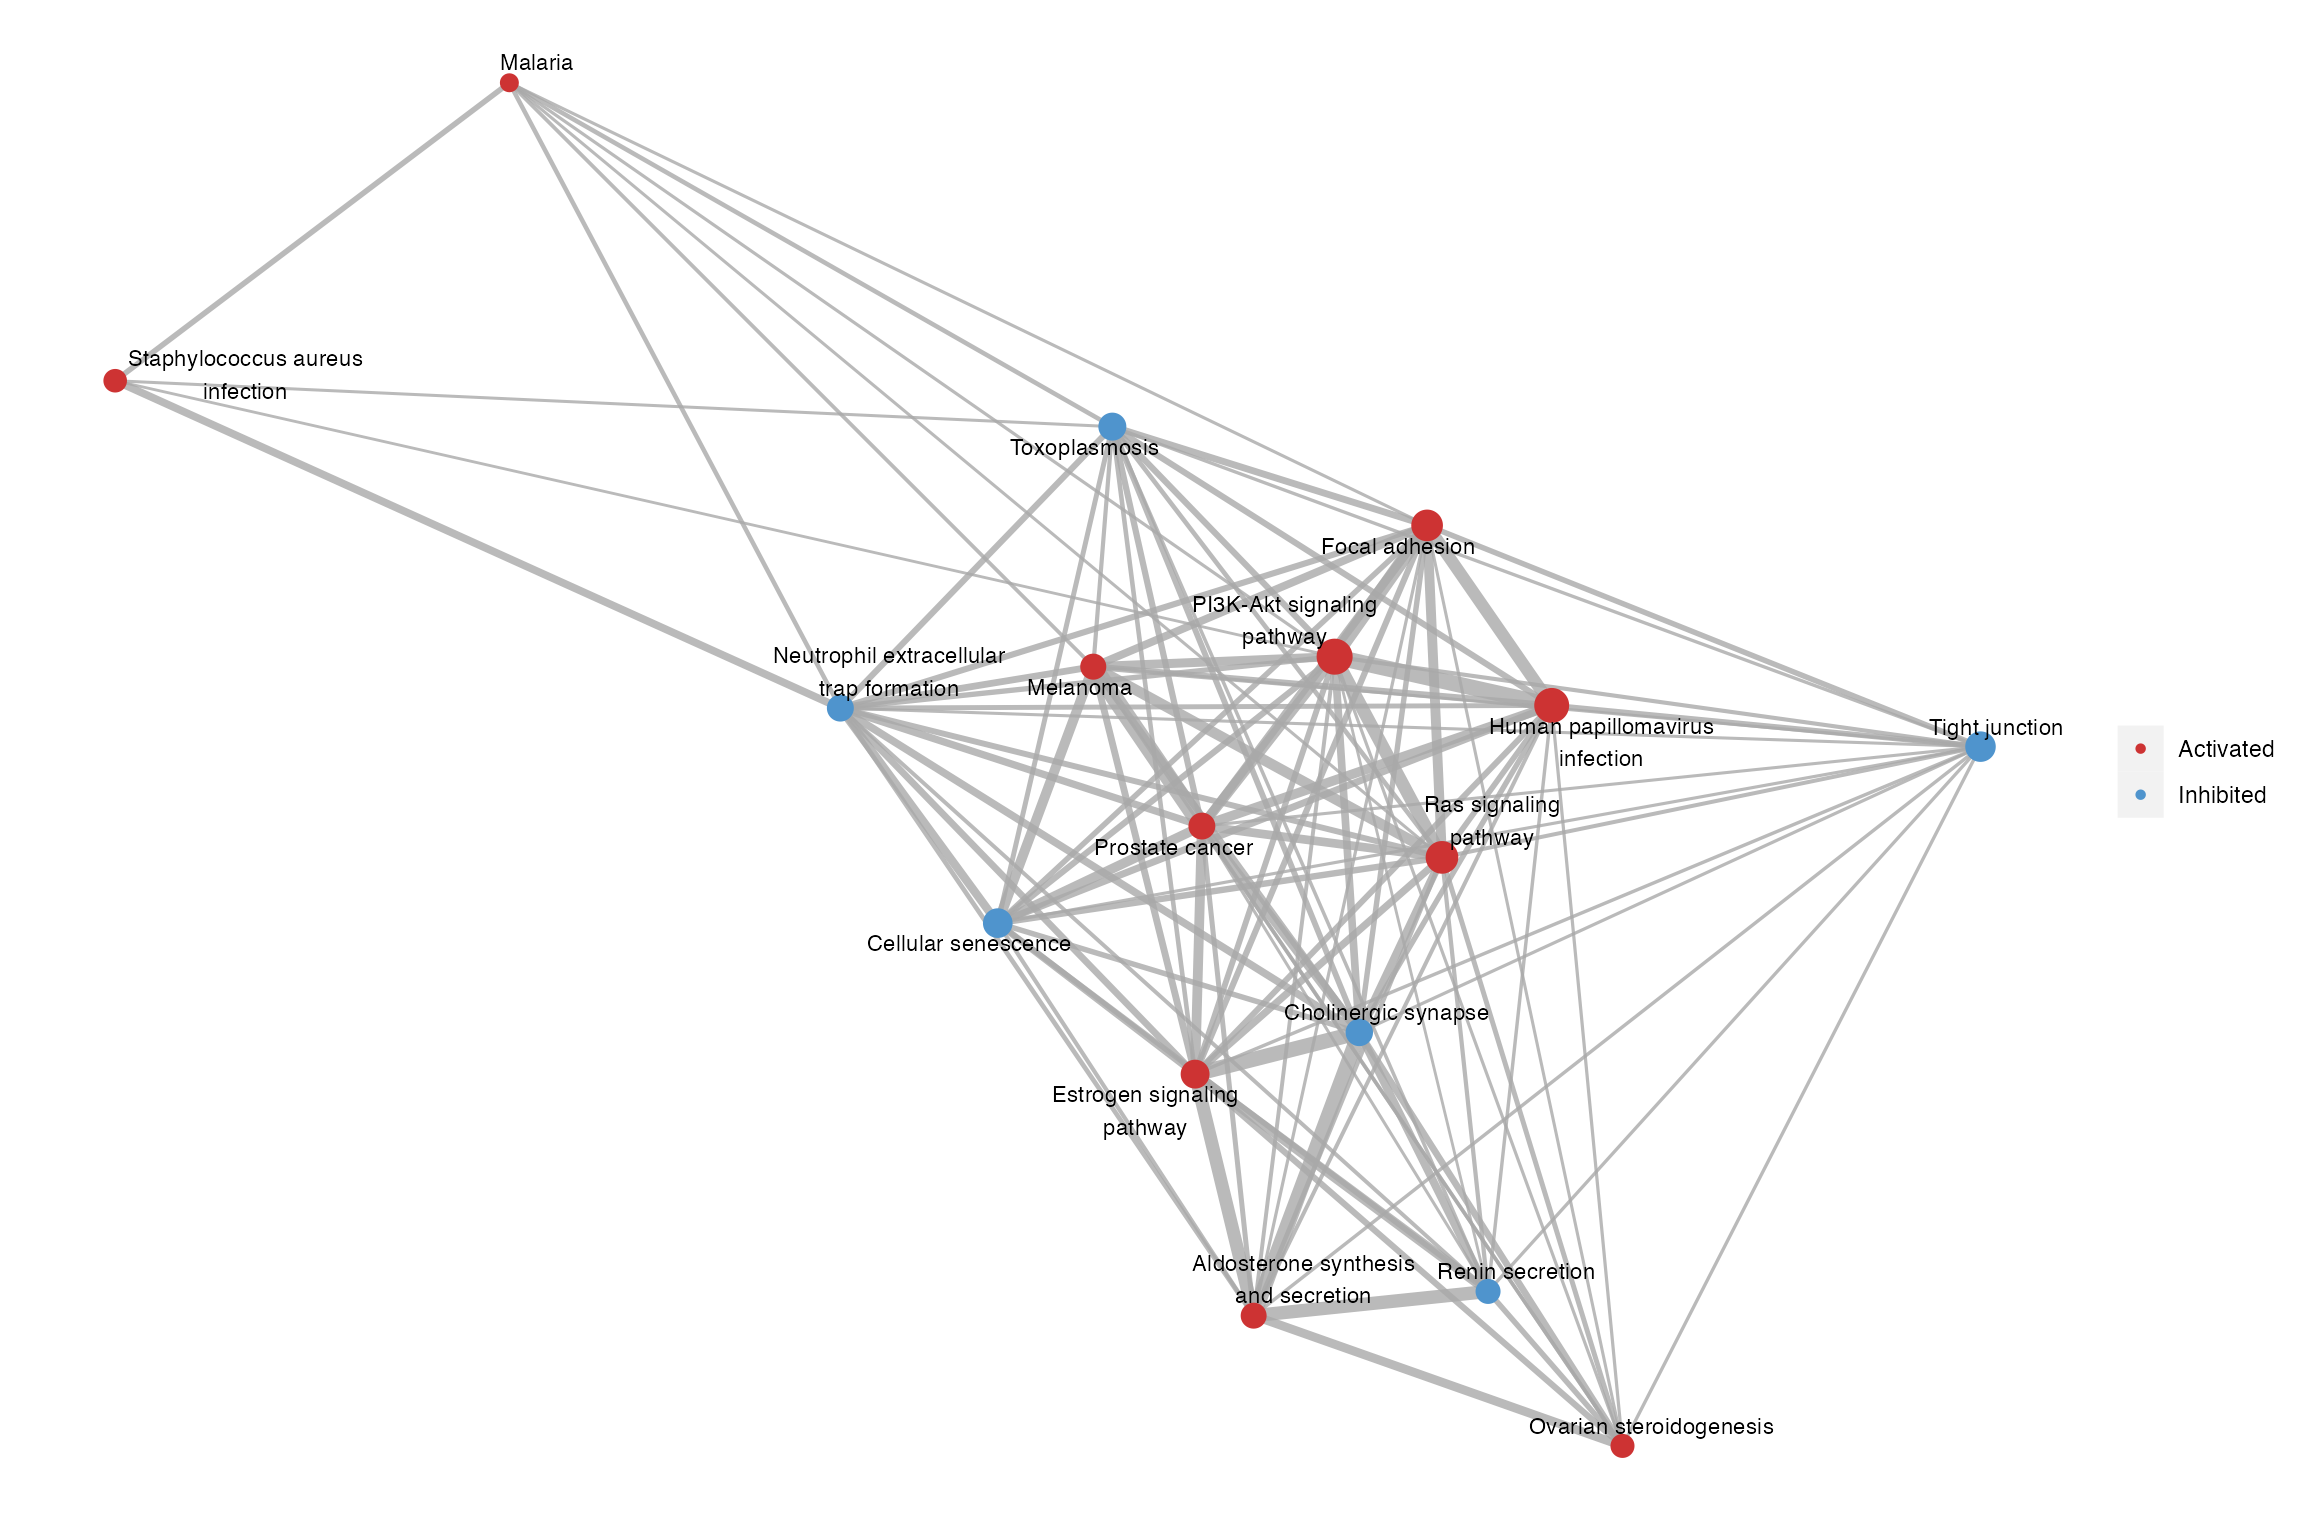 Malaria
Staphylococcus aureus
infection
Toxoplasmosis
Focal adhesion
PI3K-Akt signaling
pathway
Neutrophil extracellular
trap formation
Melanoma
Human papillomavirus
infection
Tight junction
Activated
Inhibited
Ras signaling
pathway
Prostate cancer
Cellular senescence
Cholinergic synapse
Estrogen signaling
pathway
Aldosterone synthesis
and secretion
Renin secretion
Ovarian steroidogenesis